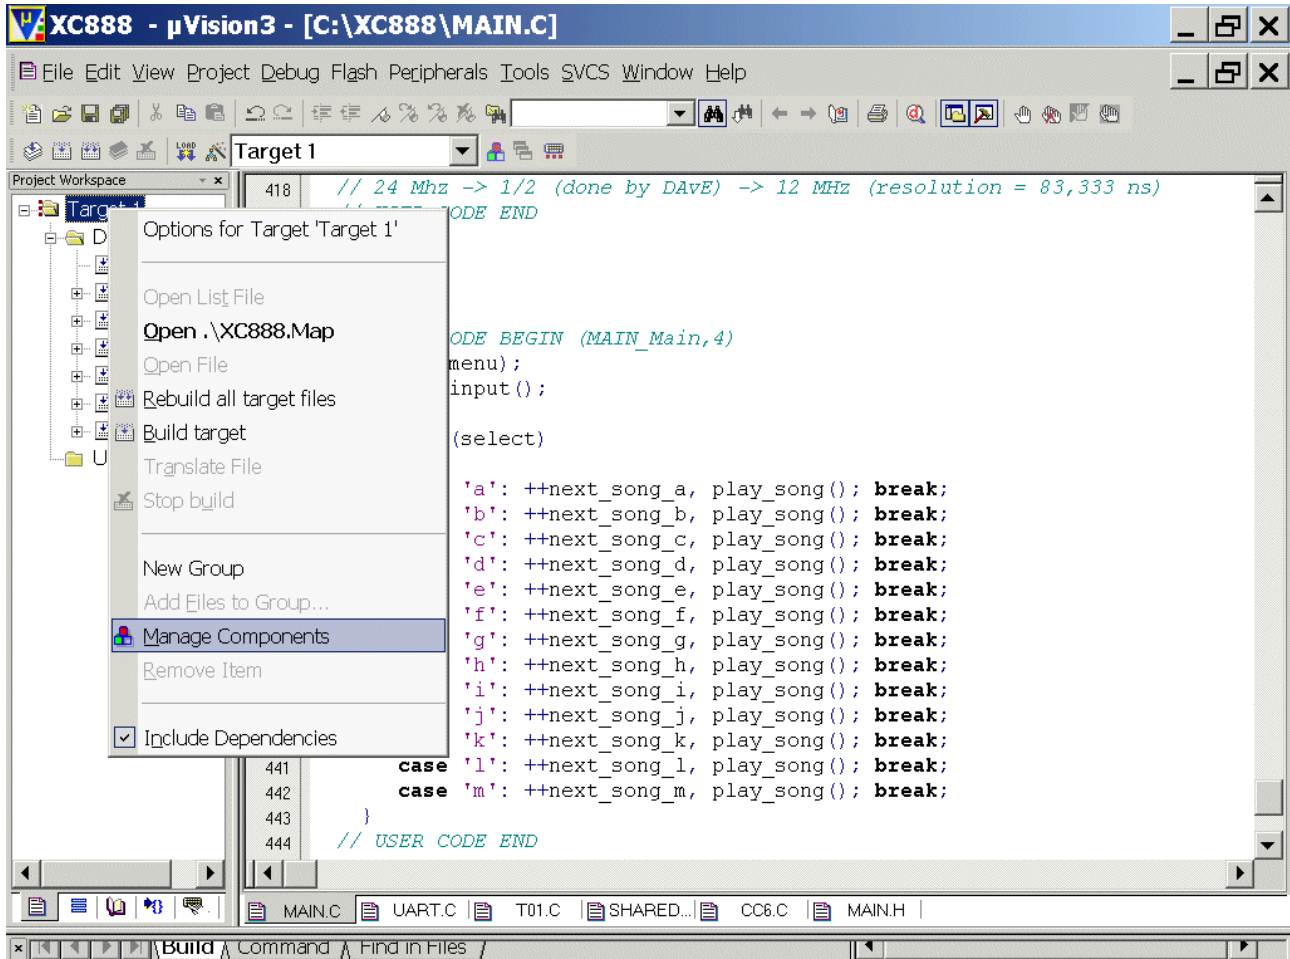 XC888 - µVision3 - [C:\XC888\MAIN.C]
File Edit View Project Debug Flash Peripherals Tools SVCS Window Help
LOAD
Target 1
Project Workspace
Target 1
D
U
Options for Target 'Target 1'
Open List File
Open .\XC888.Map
Open File
Rebuild all target files
Build target
Translate File
Stop build
New Group
Add Files to Group...
Manage Components
Remove Item
Include Dependencies
418 // 24 Mhz -> 1/2 (done by DAvE) -> 12 MHz (resolution = 83,333 ns)
// USER CODE END
ODE BEGIN (MAIN_Main,4)
menu);
input();
(select)
'a': ++next_song_a, play_song(); break;
'b': ++next_song_b, play_song(); break;
'c': ++next_song_c, play_song(); break;
'd': ++next_song_d, play_song(); break;
'e': ++next_song_e, play_song(); break;
'f': ++next_song_f, play_song(); break;
'g': ++next_song_g, play_song(); break;
'h': ++next_song_h, play_song(); break;
'i': ++next_song_i, play_song(); break;
'j': ++next_song_j, play_song(); break;
'k': ++next_song_k, play_song(); break;
441 case 'l': ++next_song_l, play_song(); break;
442 case 'm': ++next_song_m, play_song(); break;
443 }
444 // USER CODE END
MAIN.C UART.C T01.C SHARED... CC6.C MAIN.H
Build Command Find in Files